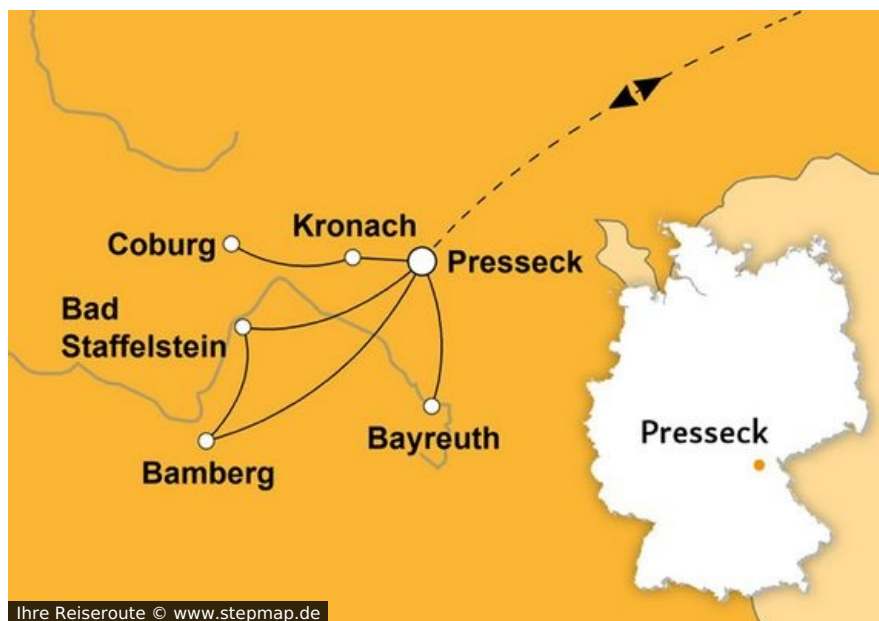 Kronach
Coburg
Presseck
Bad
Staffelstein
Bayreuth
Bamberg
Presseck
Ihre Reiseroute © www.stepmap.de